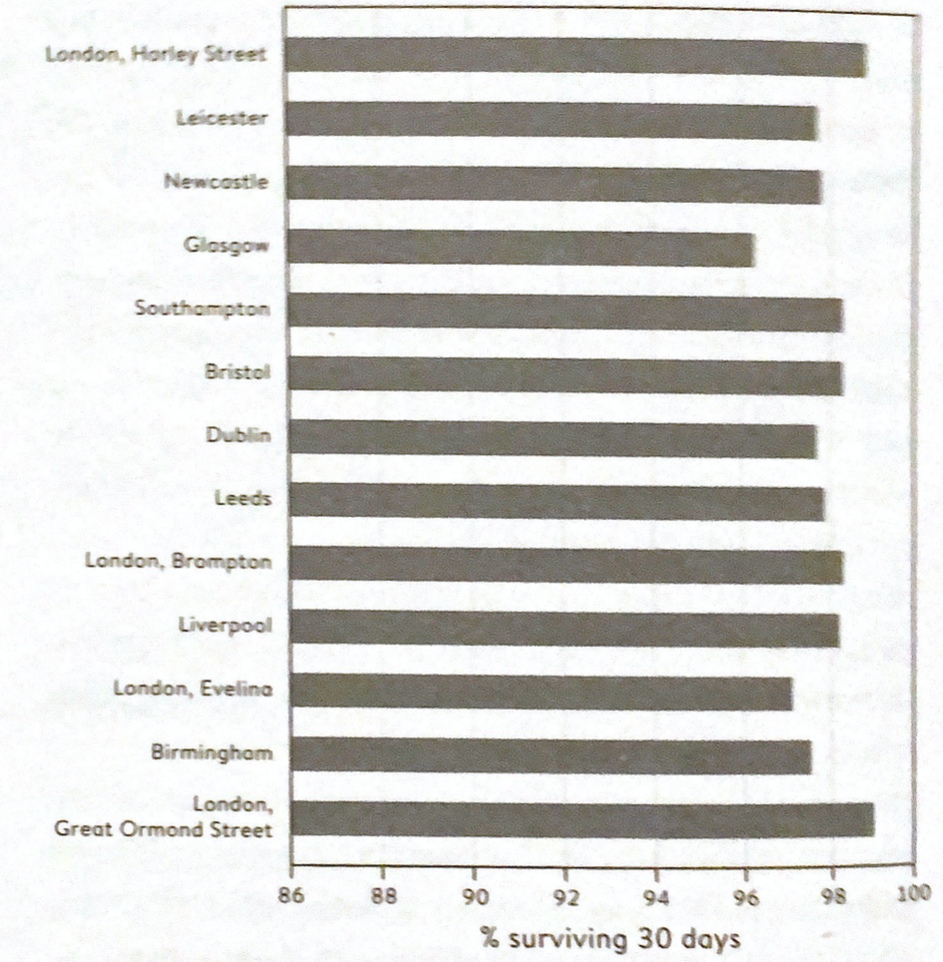 London, Harley Street
Leicester
Newcastle
Glasgow
Southampton
Bristol
Dublin
Leeds
London, Brompton
Liverpool
London, Evelina
Birmingham
London,
Great Ormond Street
86 88 90 92 94 96 98 100
% surviving 30 days